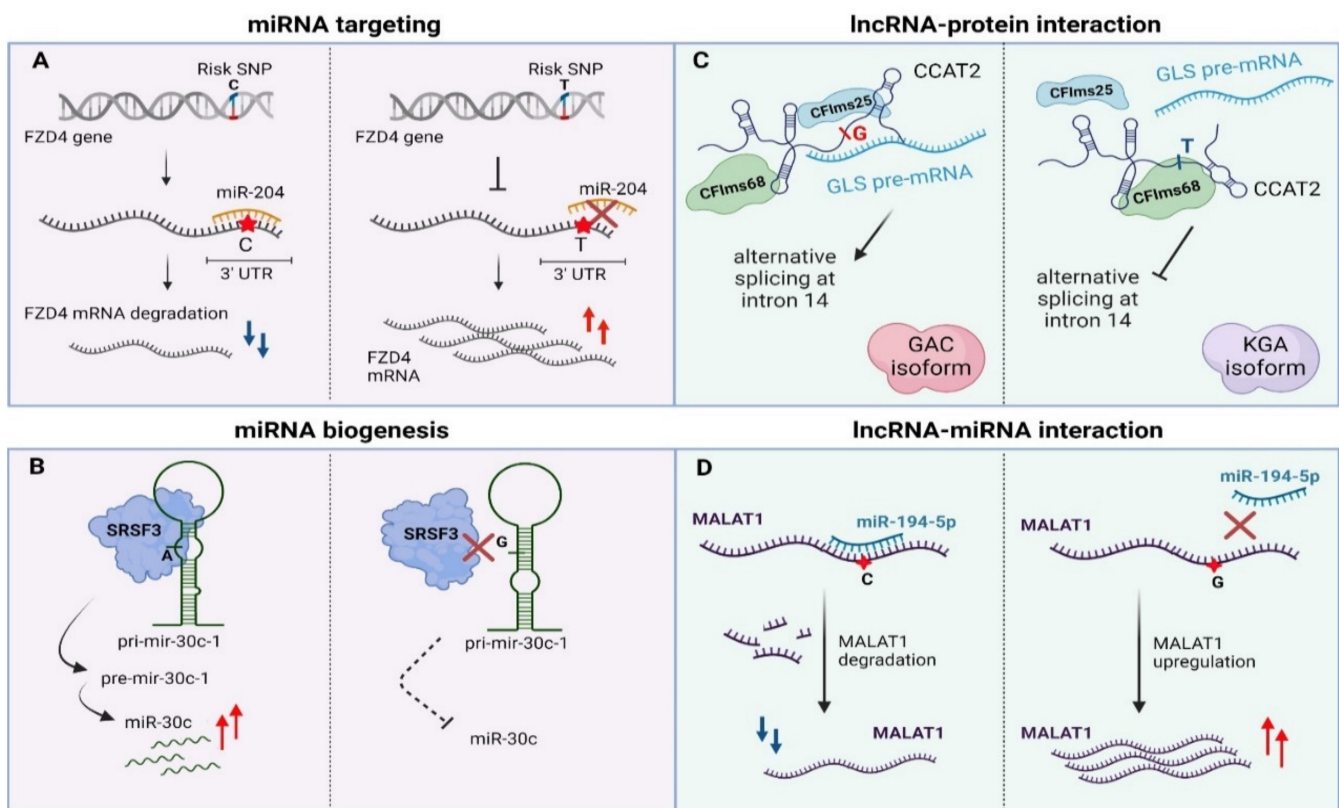 miRNA targeting
A
Risk SNP
C
FZD4 gene
miR-204
C
3' UTR
FZD4 mRNA degradation
Risk SNP
T
FZD4 gene
miR-204
T
3' UTR
FZD4
mRNA
lncRNA-protein interaction
C
CCAT2
CFIms25
G
CFIms68
GLS pre-mRNA
alternative
splicing at
intron 14
GAC
isoform
GLS pre-mRNA
CFIms25
T
CFIms68
CCAT2
alternative
splicing at
intron 14
KGA
isoform
miRNA biogenesis
B
SRSF3
A
pri-mir-30c-1
pre-mir-30c-1
miR-30c
SRSF3
G
pri-mir-30c-1
miR-30c
lncRNA-miRNA interaction
D
MALAT1
miR-194-5p
C
MALAT1
degradation
MALAT1
miR-194-5p
MALAT1
G
MALAT1
upregulation
MALAT1